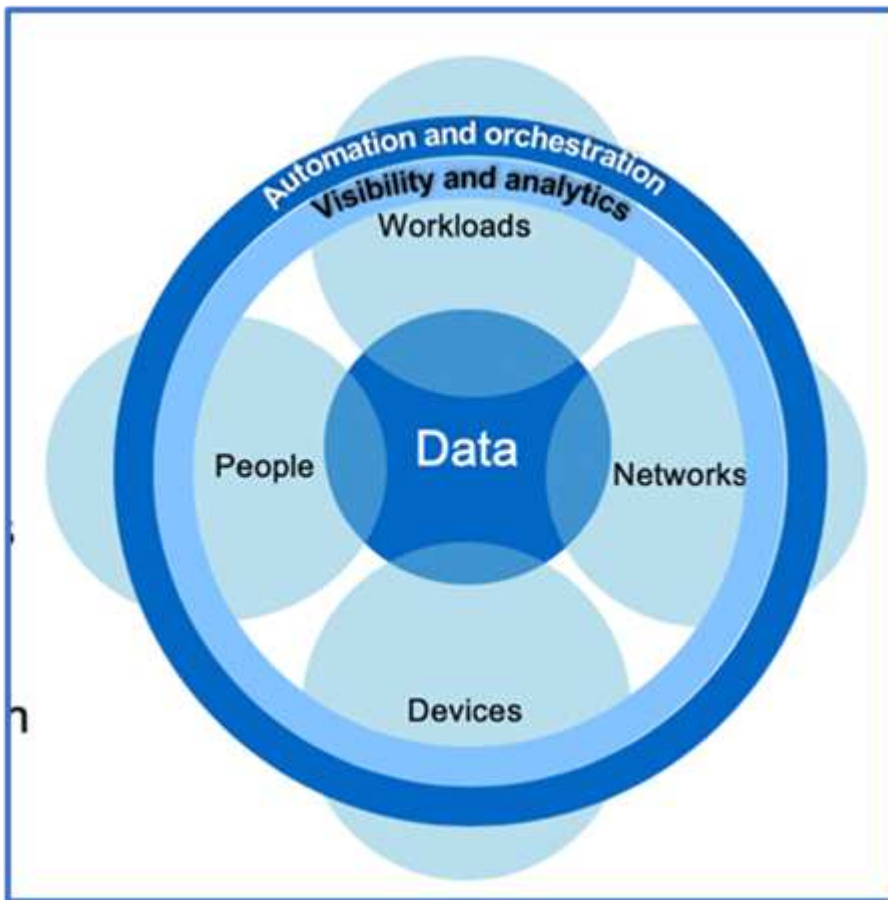 Automation and orchestration
Visibility and analytics
Workloads
People
Data
Networks
s
Devices
n